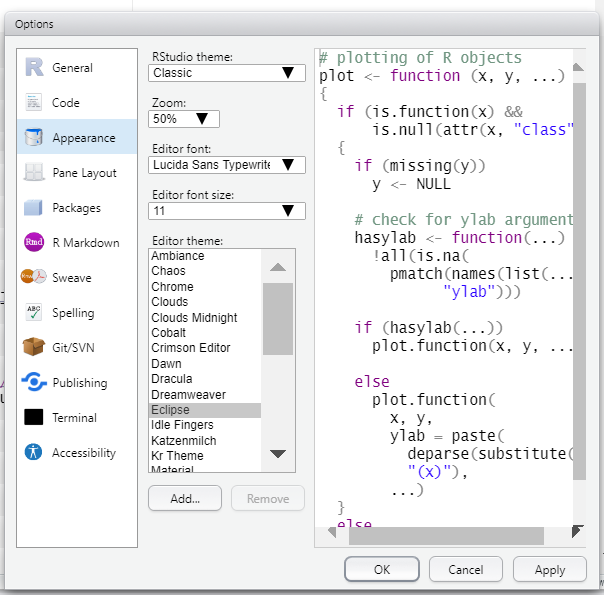 Options
General
Code
Appearance
Pane Layout
Packages
Rmd
R Markdown
Sweave
ABC
Spelling
Git/SVN
Publishing
Terminal
Accessibility
RStudio theme:
Classic
Zoom:
50%
Editor font:
Lucida Sans Typewrite
Editor font size:
11
Editor theme:
Ambiance
Chaos
Chrome
Clouds
Clouds Midnight
Cobalt
Crimson Editor
Dawn
Dracula
Dreamweaver
Eclipse
Idle Fingers
Katzenmilch
Kr Theme
Material
Add...
Remove
# plotting of R objects
plot <- function (x, y, ...)
{
if (is.function(x) &&
is.null(attr(x, "class"
{
if (missing(y))
y <- NULL
# check for ylab argument
hasylab <- function(...)
!all(is.na(
pmatch(names(list(...
"ylab")))
if (hasylab(...))
plot.function(x, y, ...
else
plot.function(
x, y,
ylab = paste(
deparse(substitute(
"(x)"),
...)
}
else
OK
Cancel
Apply